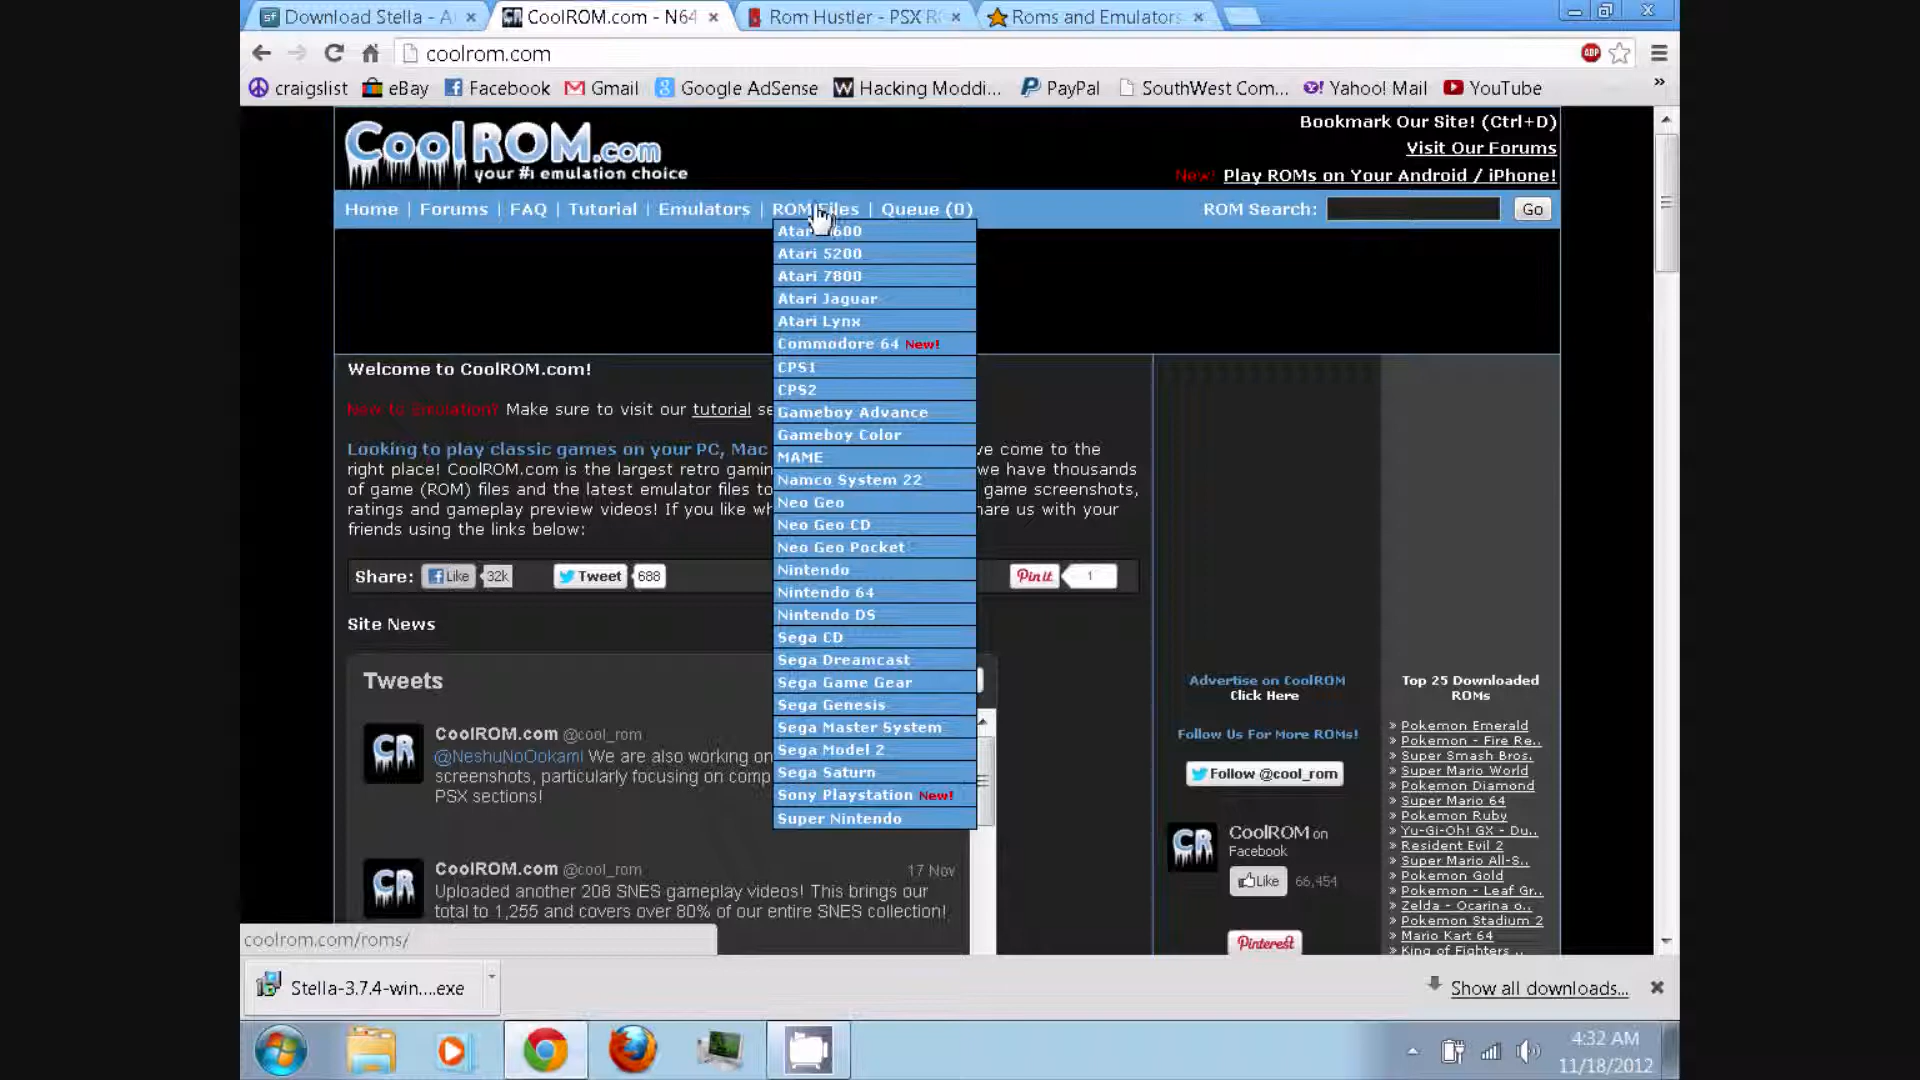 Download Stella - A
CoolROM.com - N64
Rom Hustler - PSX RO
Roms and Emulators
coolrom.com
ABP
craigslist
eBay
Facebook
Gmail
Google AdSense
Hacking Moddi...
PayPal
SouthWest Com...
Yahoo! Mail
YouTube
»
CoolROM.com
your #1 emulation choice
Bookmark Our Site! (Ctrl+D)
Visit Our Forums
New! Play ROMs on Your Android / iPhone!
Home | Forums | FAQ | Tutorial | Emulators | ROM Files | Queue (0)
ROM Search:
Go
Atari 5200
Atari 7800
Atari Jaguar
Atari Lynx
Commodore 64 New!
CPS1
CPS2
Gameboy Advance
Gameboy Color
MAME
Namco System 22
Neo Geo
Neo Geo CD
Neo Geo Pocket
Nintendo
Nintendo 64
Nintendo DS
Sega CD
Sega Dreamcast
Sega Game Gear
Sega Genesis
Sega Master System
Sega Model 2
Sega Saturn
Sony Playstation New!
Super Nintendo
Welcome to CoolROM.com!
New to Emulation? Make sure to visit our tutorial se
Looking to play classic games on your PC, Mac ve come to the
right place! CoolROM.com is the largest retro gamin we have thousands
of game (ROM) files and the latest emulator files to game screenshots,
ratings and gameplay preview videos! If you like wh hare us with your
friends using the links below:
Share:
Like
32k
Tweet
688
Pin it
1
Site News
Tweets
CR
CoolROM.com @cool_rom
@NeshuNoOokami We are also working on
screenshots, particularly focusing on comp
PSX sections!
CR
CoolROM.com @cool_rom
17 Nov
Uploaded another 208 SNES gameplay videos! This brings our
total to 1,255 and covers over 80% of our entire SNES collection!
Advertise on CoolROM
Click Here
Follow Us For More ROMs!
Follow @cool_rom
CR
CoolROM on
Facebook
Like
66,454
Pinterest
Top 25 Downloaded
ROMs
» Pokemon Emerald
» Pokemon - Fire Re..
» Super Smash Bros.
» Super Mario World
» Pokemon Diamond
» Super Mario 64
» Pokemon Ruby
» Yu-Gi-Oh! GX - Du..
» Resident Evil 2
» Super Mario All-S..
» Pokemon Gold
» Pokemon - Leaf Gr..
» Zelda - Ocarina o..
» Pokemon Stadium 2
» Mario Kart 64
» King of Fighters ..
coolrom.com/roms/
Stella-3.7.4-win....exe
Show all downloads...
4:32 AM
11/18/2012